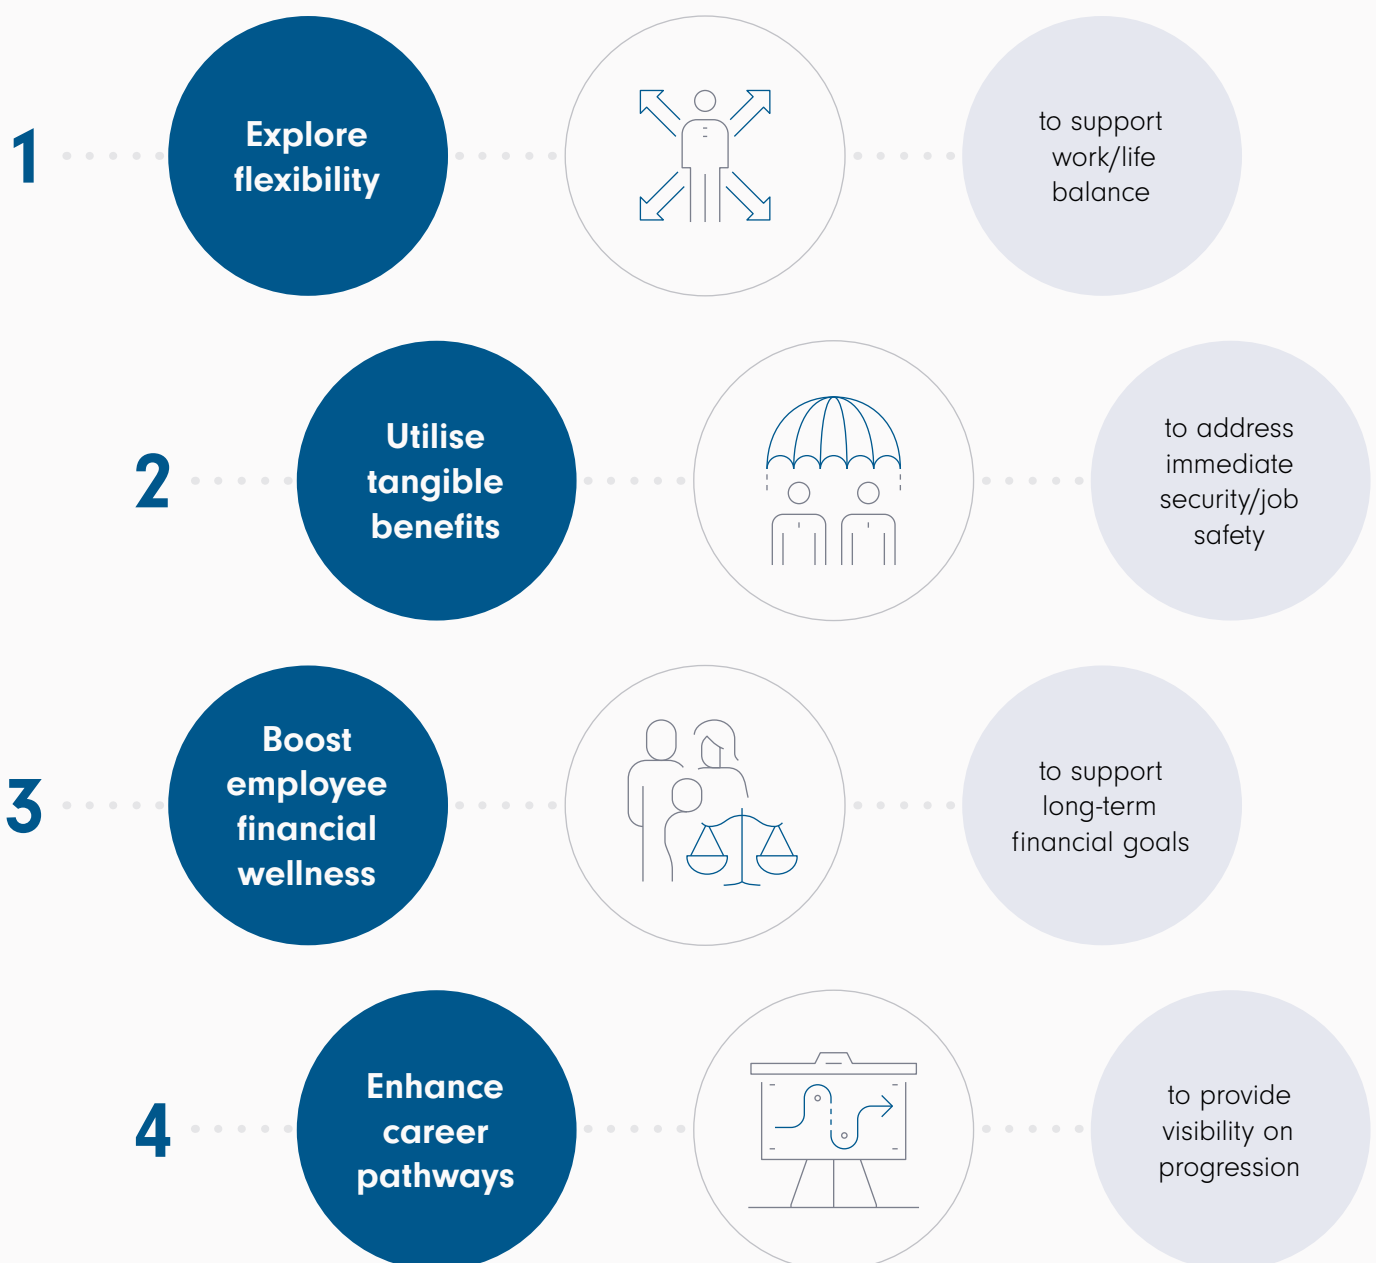 1
Explore
flexibility
to support
work/life
balance
2
Utilise
tangible
benefits
to address
immediate
security/job
safety
3
Boost
employee
financial
wellness
to support
long-term
financial goals
4
Enhance
career
pathways
to provide
visibility on
progression